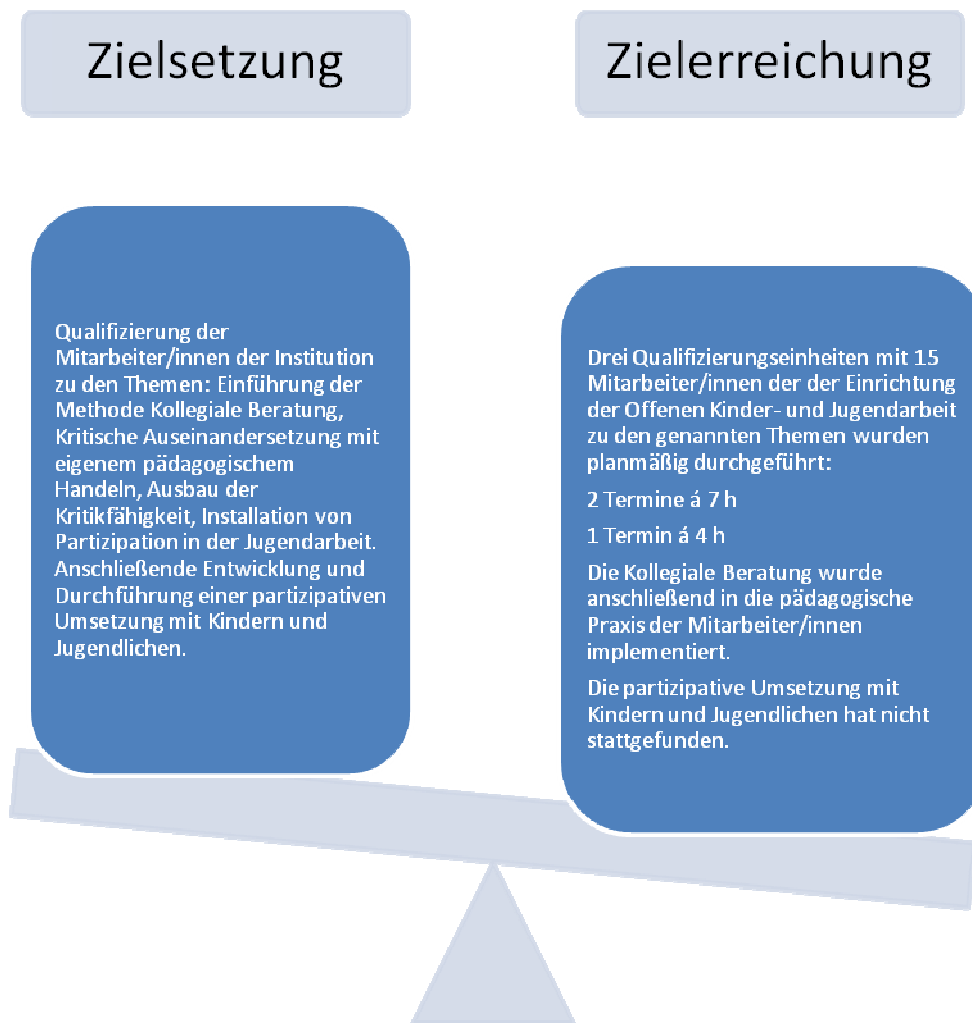 Zielsetzung
Zielerreichung
Qualifizierung der
Mitarbeiter/innen der Institution
zu den Themen: Einführung der
Methode Kollegiale Beratung,
Kritische Auseinandersetzung mit
eigenem pädagogischem
Handeln, Ausbau der
Kritikfähigkeit, Installation von
Partizipation in der Jugendarbeit.
Anschließende Entwicklung und
Durchführung einer partizipativen
Umsetzung mit Kindern und
Jugendlichen.
Drei Qualifizierungseinheiten mit 15
Mitarbeiter/innen der der Einrichtung
der Offenen Kinder- und Jugendarbeit
zu den genannten Themen wurden
planmäßig durchgeführt:
2 Termine á 7 h
1 Termin á 4 h
Die Kollegiale Beratung wurde
anschließend in die pädagogische
Praxis der Mitarbeiter/innen
implementiert.
Die partizipative Umsetzung mit
Kindern und Jugendlichen hat nicht
stattgefunden.